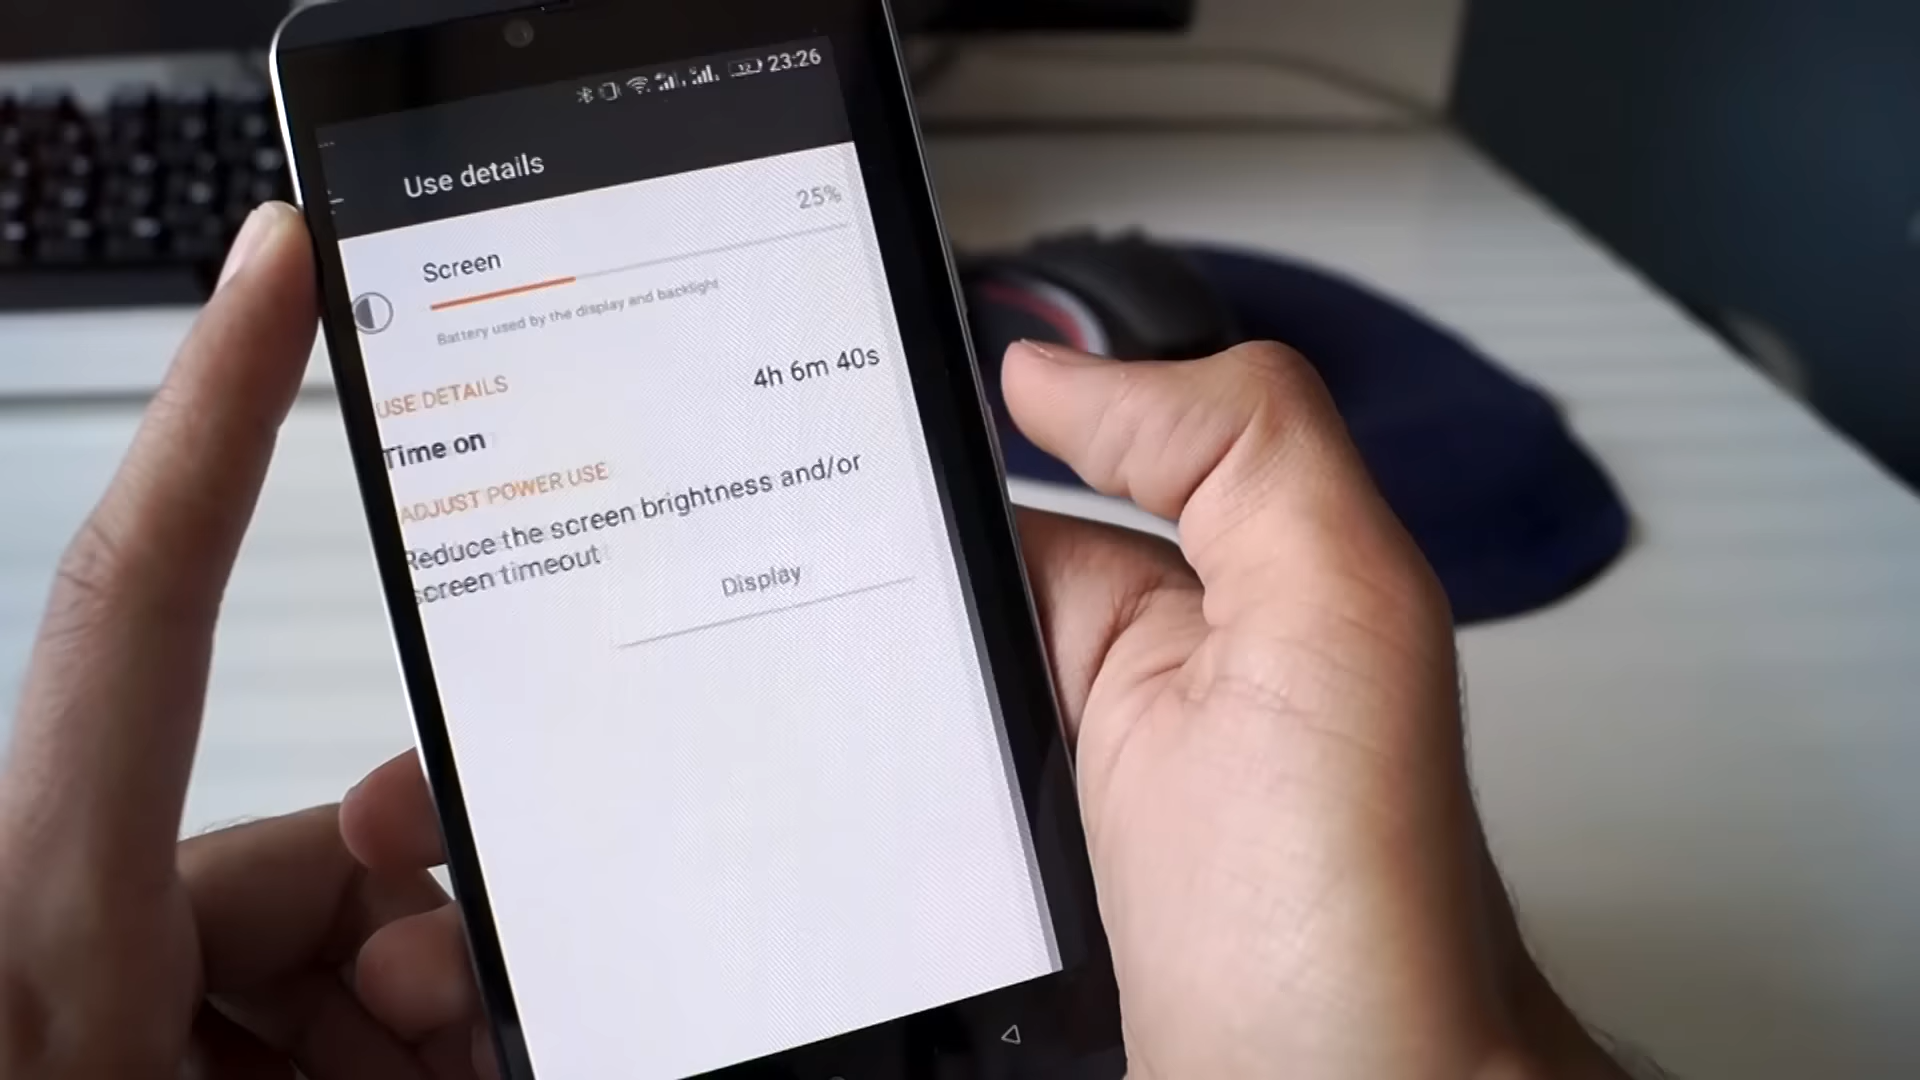 12 23:26
Use details
25%
Screen
Battery used by the display and backlight
USE DETAILS
4h 6m 40s
Time on
ADJUST POWER USE
Reduce the screen brightness and/or
screen timeout
Display